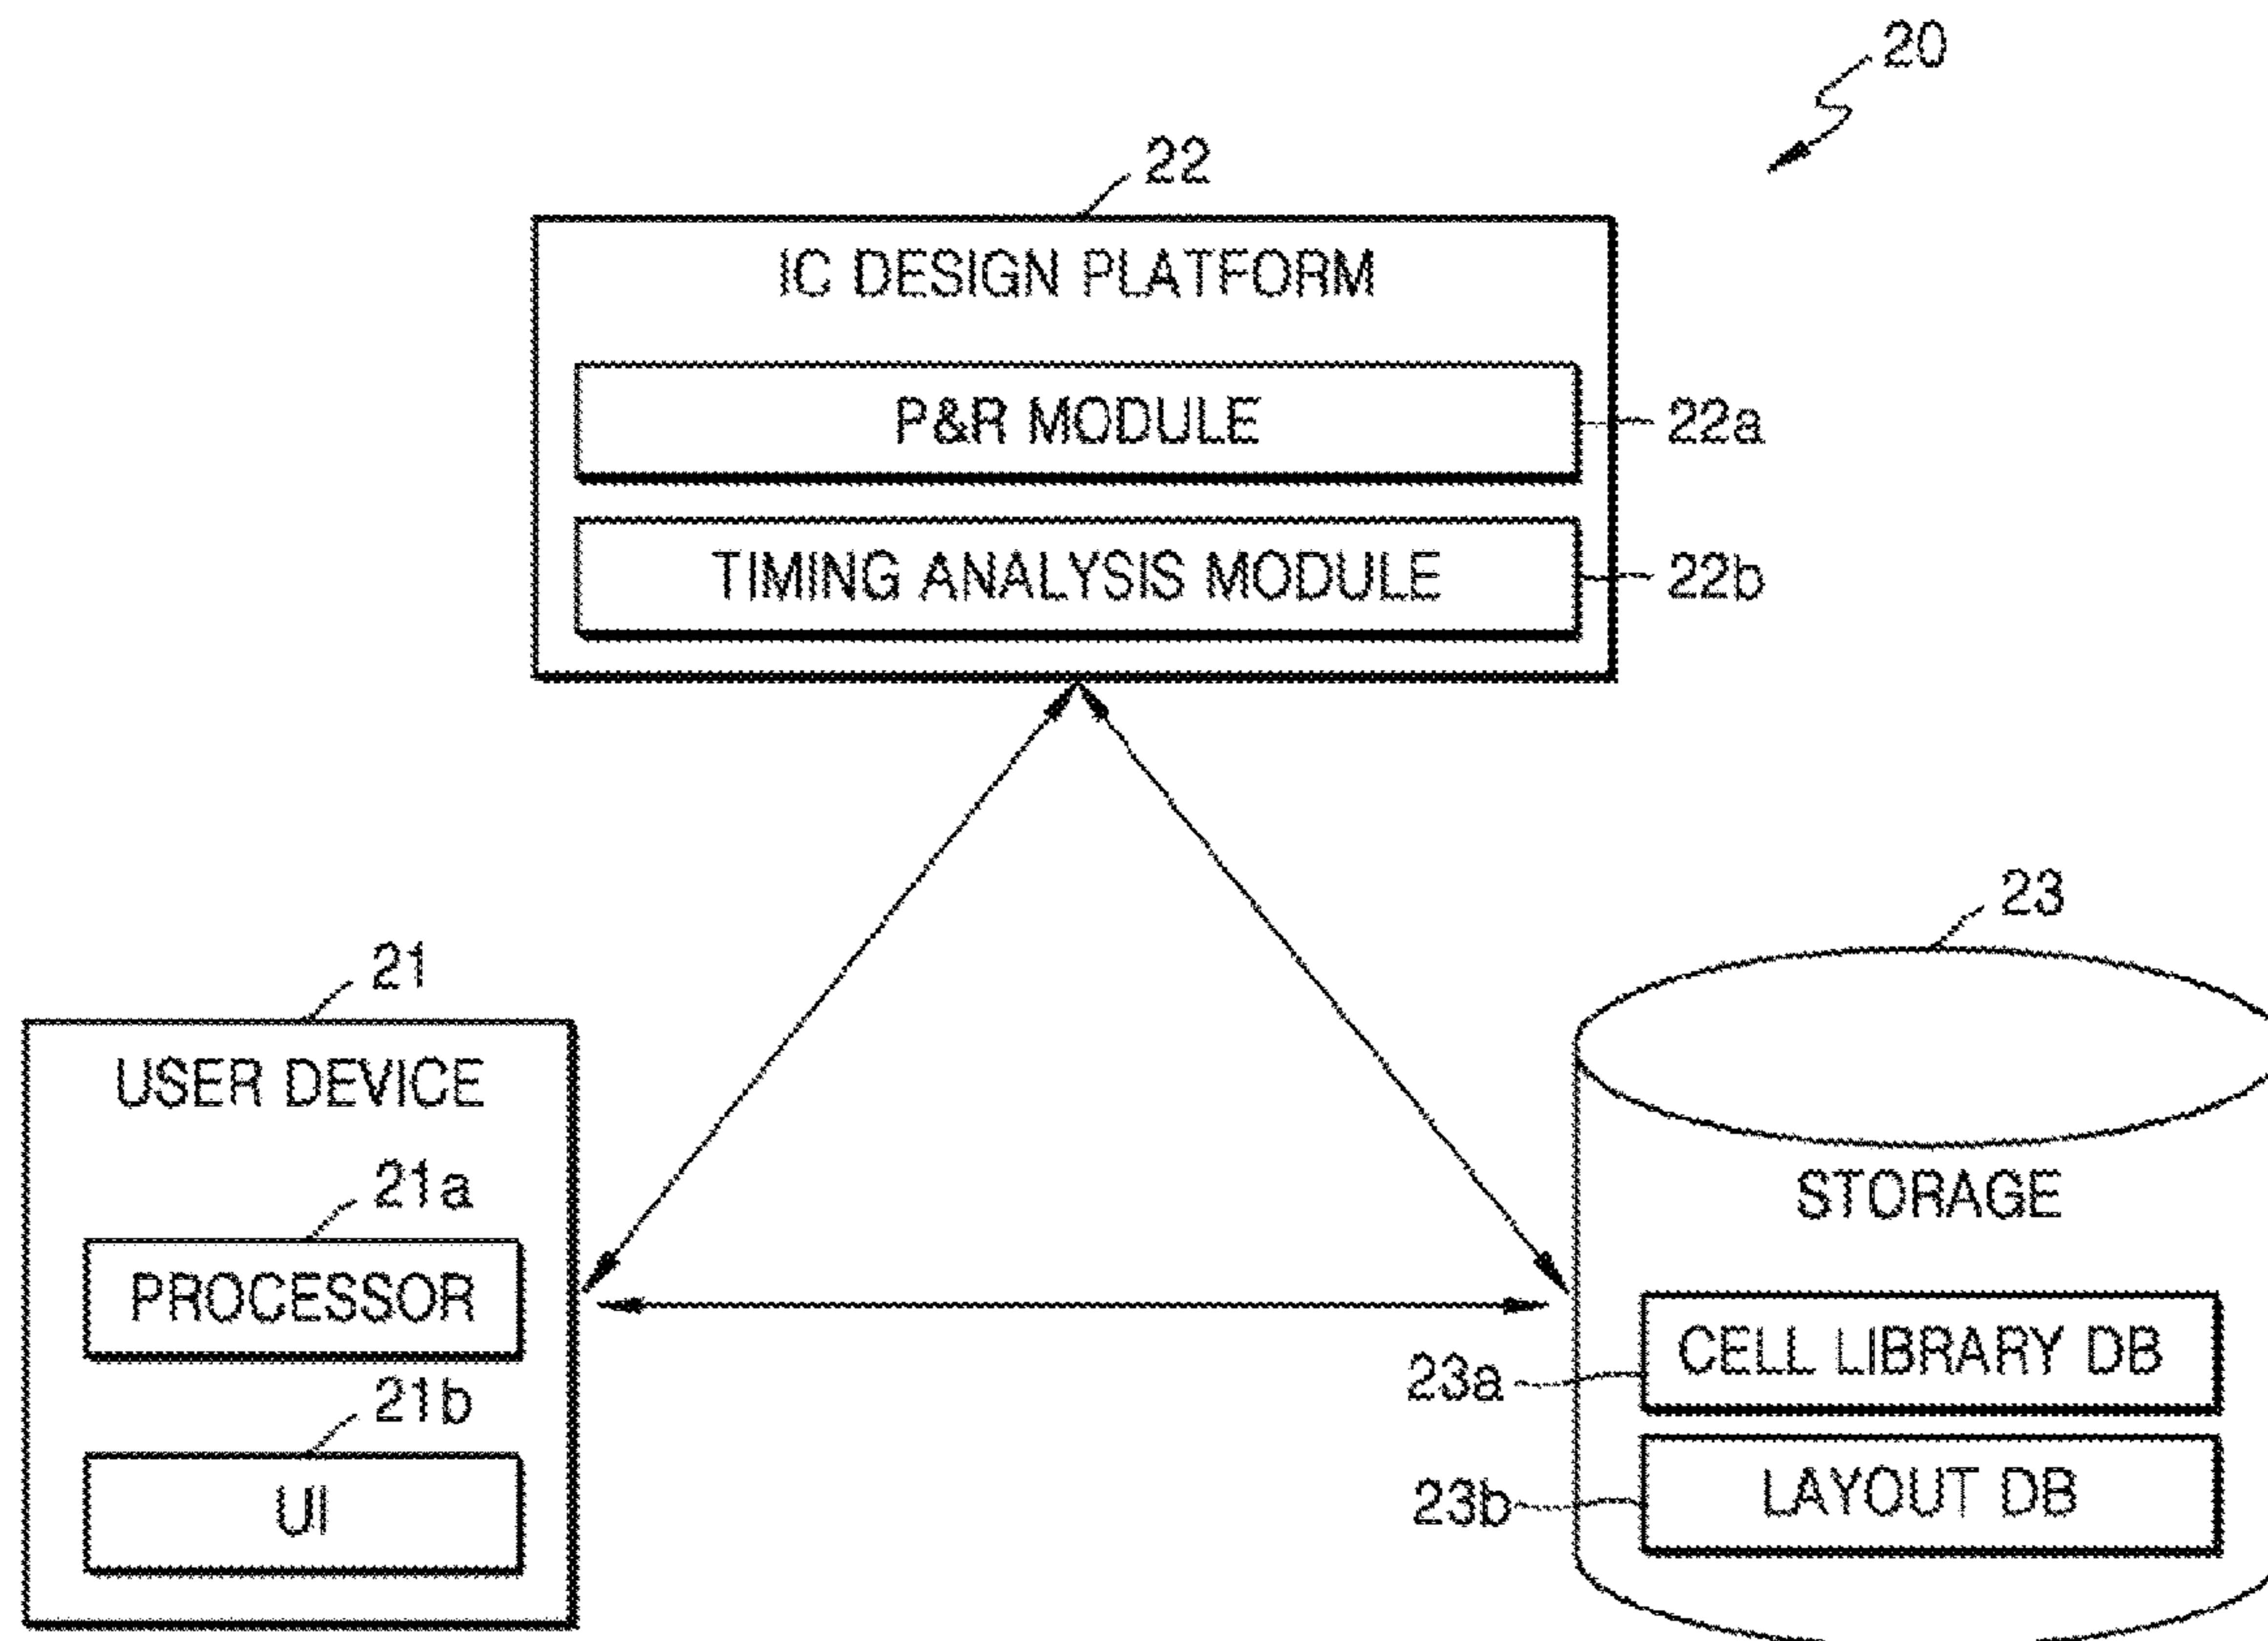 20
22
IC DESIGN PLATFORM
P&R MODULE
22a
TIMING ANALYSIS MODULE
22b
23
21
USER DEVICE
STORAGE
21a
PROCESSOR
CELL LIBRARY DB
23a
21b
UI
LAYOUT DB
23b